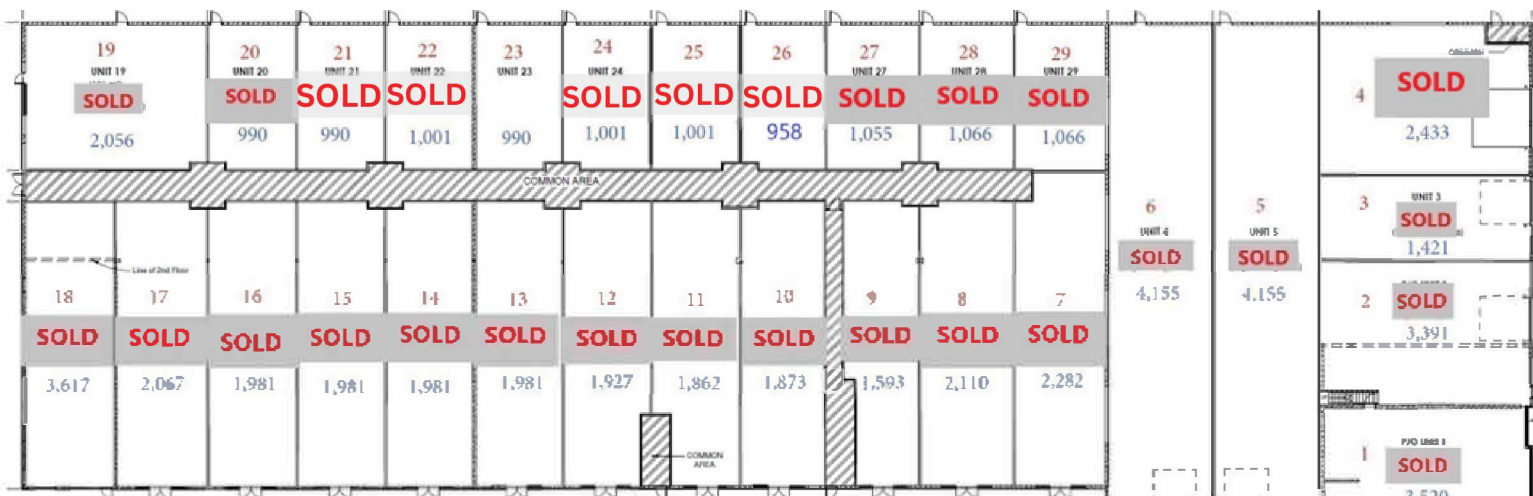 19 20 21 22 23 24 25 26 27 28 29
UNIT 19 UNIT 20 UNIT 21 UNIT 22 UNIT 23 UNIT 24 UNIT 27 UNIT 28 UNIT 29
SOLD SOLD SOLD SOLD SOLD SOLD SOLD SOLD SOLD SOLD
2,056 990 990 1,001 990 1,001 1,001 958 1,055 1,066 1,066
4
SOLD
2,433
COMMON AREA
6 5
UNIT 5
SOLD SOLD
4,155 4,155
3
UNIT 3
SOLD
1,421
2
SOLD
3,391
Line of 2nd Floor
18 17 16 15 14 13 12 11 10 9 8 7
SOLD SOLD SOLD SOLD SOLD SOLD SOLD SOLD SOLD SOLD SOLD SOLD
3,617 2,067 1,981 1,981 1,981 1,981 1,927 1,862 1,873 1,593 2,110 2,282
COMMON
AREA
1
SOLD
3,520